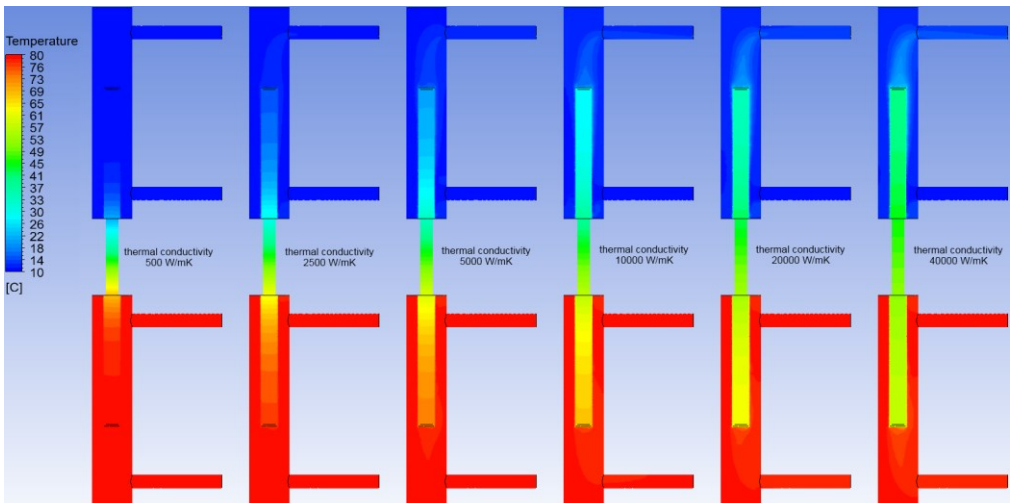 Temperature
80
76
73
69
65
61
57
53
49
45
41
37
33
30
26
22
18
14
10
[C]
thermal conductivity
500 W/mK
thermal conductivity
2500 W/mK
thermal conductivity
5000 W/mK
thermal conductivity
10000 W/mK
thermal conductivity
20000 W/mK
thermal conductivity
40000 W/mK